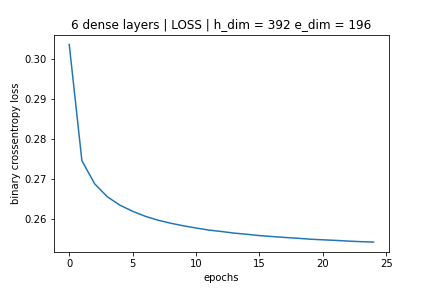 6 dense layers | LOSS | h_dim = 392 e_dim = 196
0.30
0.29
0.28
0.27
0.26
binary crossentropy loss
0 5 10 15 20 25
epochs